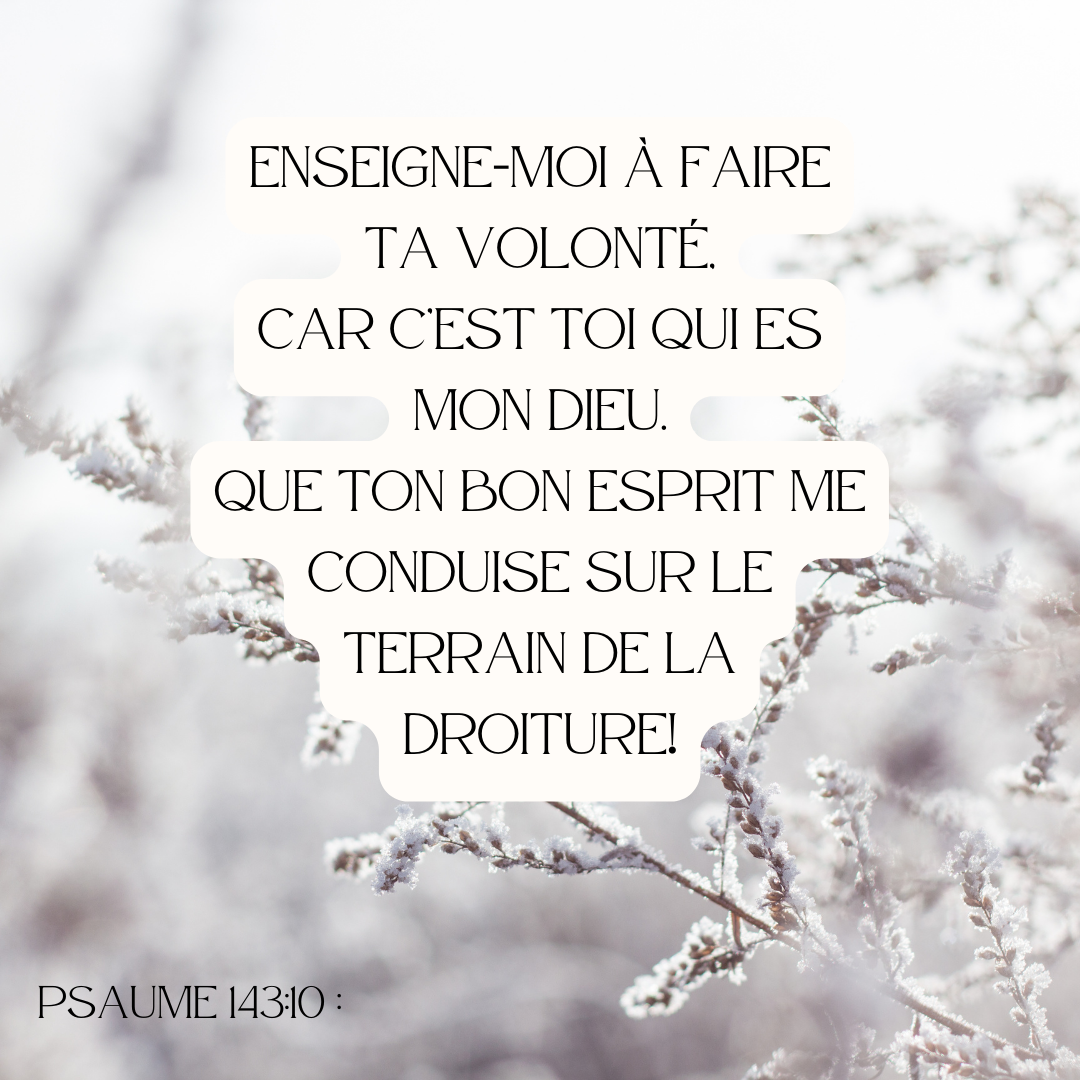 ENSEIGNE-MOI À FAIRE
TA VOLONTÉ,
CAR C'EST TOI QUI ES
MON DIEU.
QUE TON BON ESPRIT ME
CONDUISE SUR LE
TERRAIN DE LA
DROITURE!
PSAUME 143:10 :